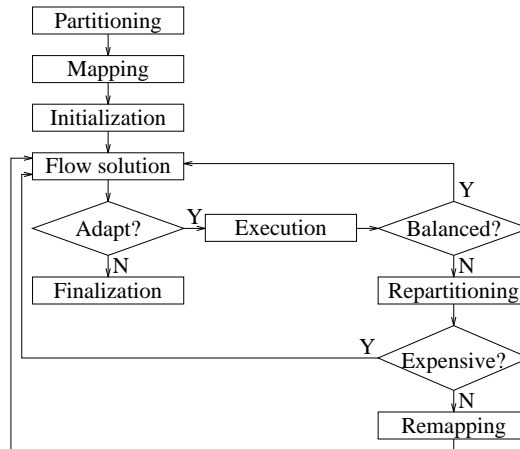 Partitioning
Mapping
Initialization
Flow solution
Y
Adapt?
Y
Execution
Balanced?
N
N
Finalization
Repartitioning
Y
Expensive?
N
Remapping